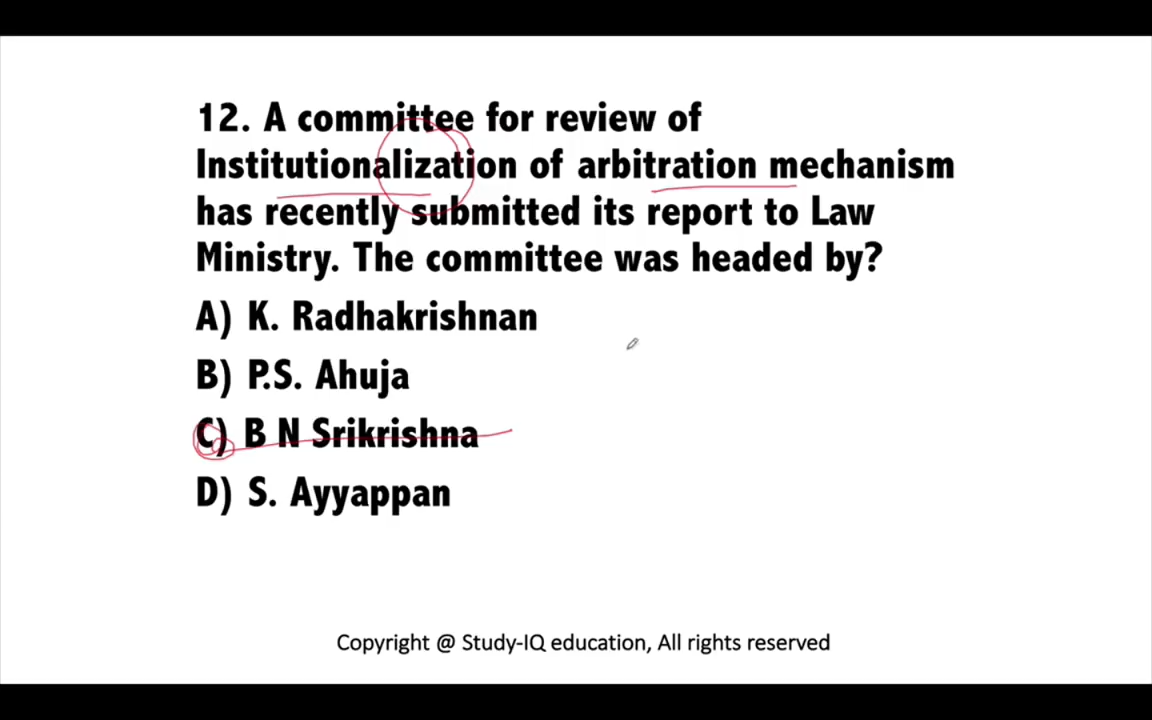 12. A committee for review of
Institutionalization of arbitration mechanism
has recently submitted its report to Law
Ministry. The committee was headed by?
A) K. Radhakrishnan
B) P.S. Ahuja
C) B N Srikrishna
D) S. Ayyappan
Copyright @ Study-IQ education, All rights reserved